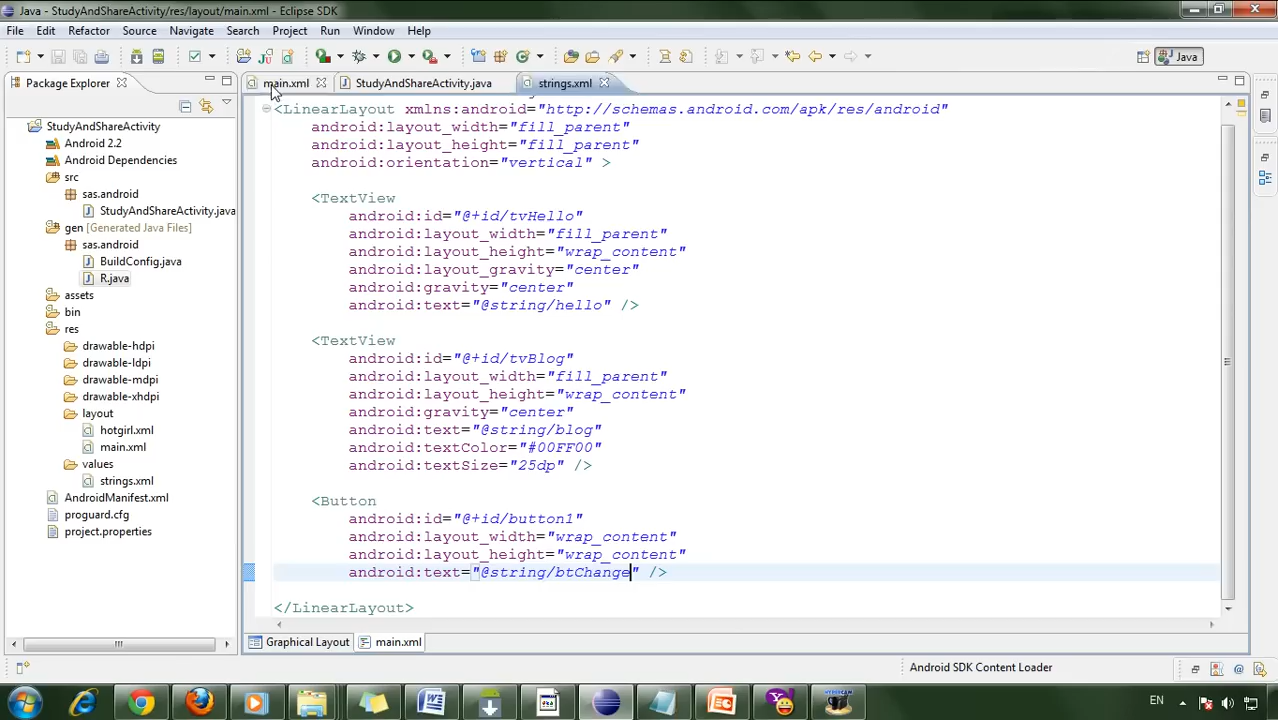 Java - StudyAndShareActivity/res/layout/main.xml - Eclipse SDK
File Edit Refactor Source Navigate Search Project Run Window Help
Java
Package Explorer
main.xml StudyAndShareActivity.java strings.xml
StudyAndShareActivity
Android 2.2
Android Dependencies
src
sas.android
StudyAndShareActivity.java
gen [Generated Java Files]
sas.android
BuildConfig.java
R.java
assets
bin
res
drawable-hdpi
drawable-ldpi
drawable-mdpi
drawable-xhdpi
layout
hotgirl.xml
main.xml
values
strings.xml
AndroidManifest.xml
proguard.cfg
project.properties
<LinearLayout xmlns:android="http://schemas.android.com/apk/res/android"
android:layout_width="fill_parent"
android:layout_height="fill_parent"
android:orientation="vertical" >
<TextView
android:id="@+id/tvHello"
android:layout_width="fill_parent"
android:layout_height="wrap_content"
android:layout_gravity="center"
android:gravity="center"
android:text="@string/hello" />
<TextView
android:id="@+id/tvBlog"
android:layout_width="fill_parent"
android:layout_height="wrap_content"
android:gravity="center"
android:text="@string/blog"
android:textColor="#00FF00"
android:textSize="25dp" />
<Button
android:id="@+id/button1"
android:layout_width="wrap_content"
android:layout_height="wrap_content"
android:text="@string/btChange" />
</LinearLayout>
Graphical Layout main.xml
Android SDK Content Loader
EN 7:06 PM